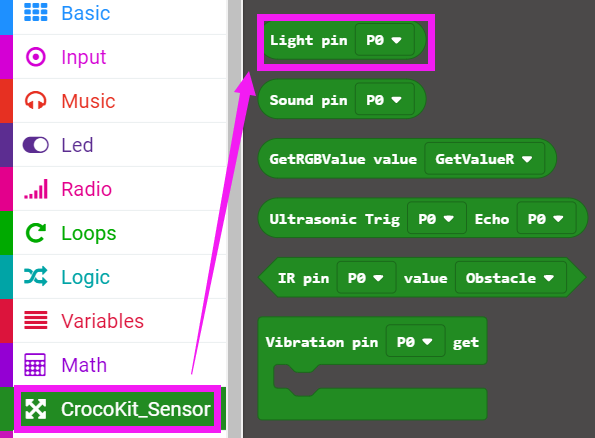 Basic
Input
Music
Led
Radio
Loops
Logic
Variables
Math
CrocoKit_Sensor
Light pin P0
Sound pin P0
GetRGBValue value GetValueR
Ultrasonic Trig P0 Echo P0
IR pin P0 value Obstacle
Vibration pin P0 get